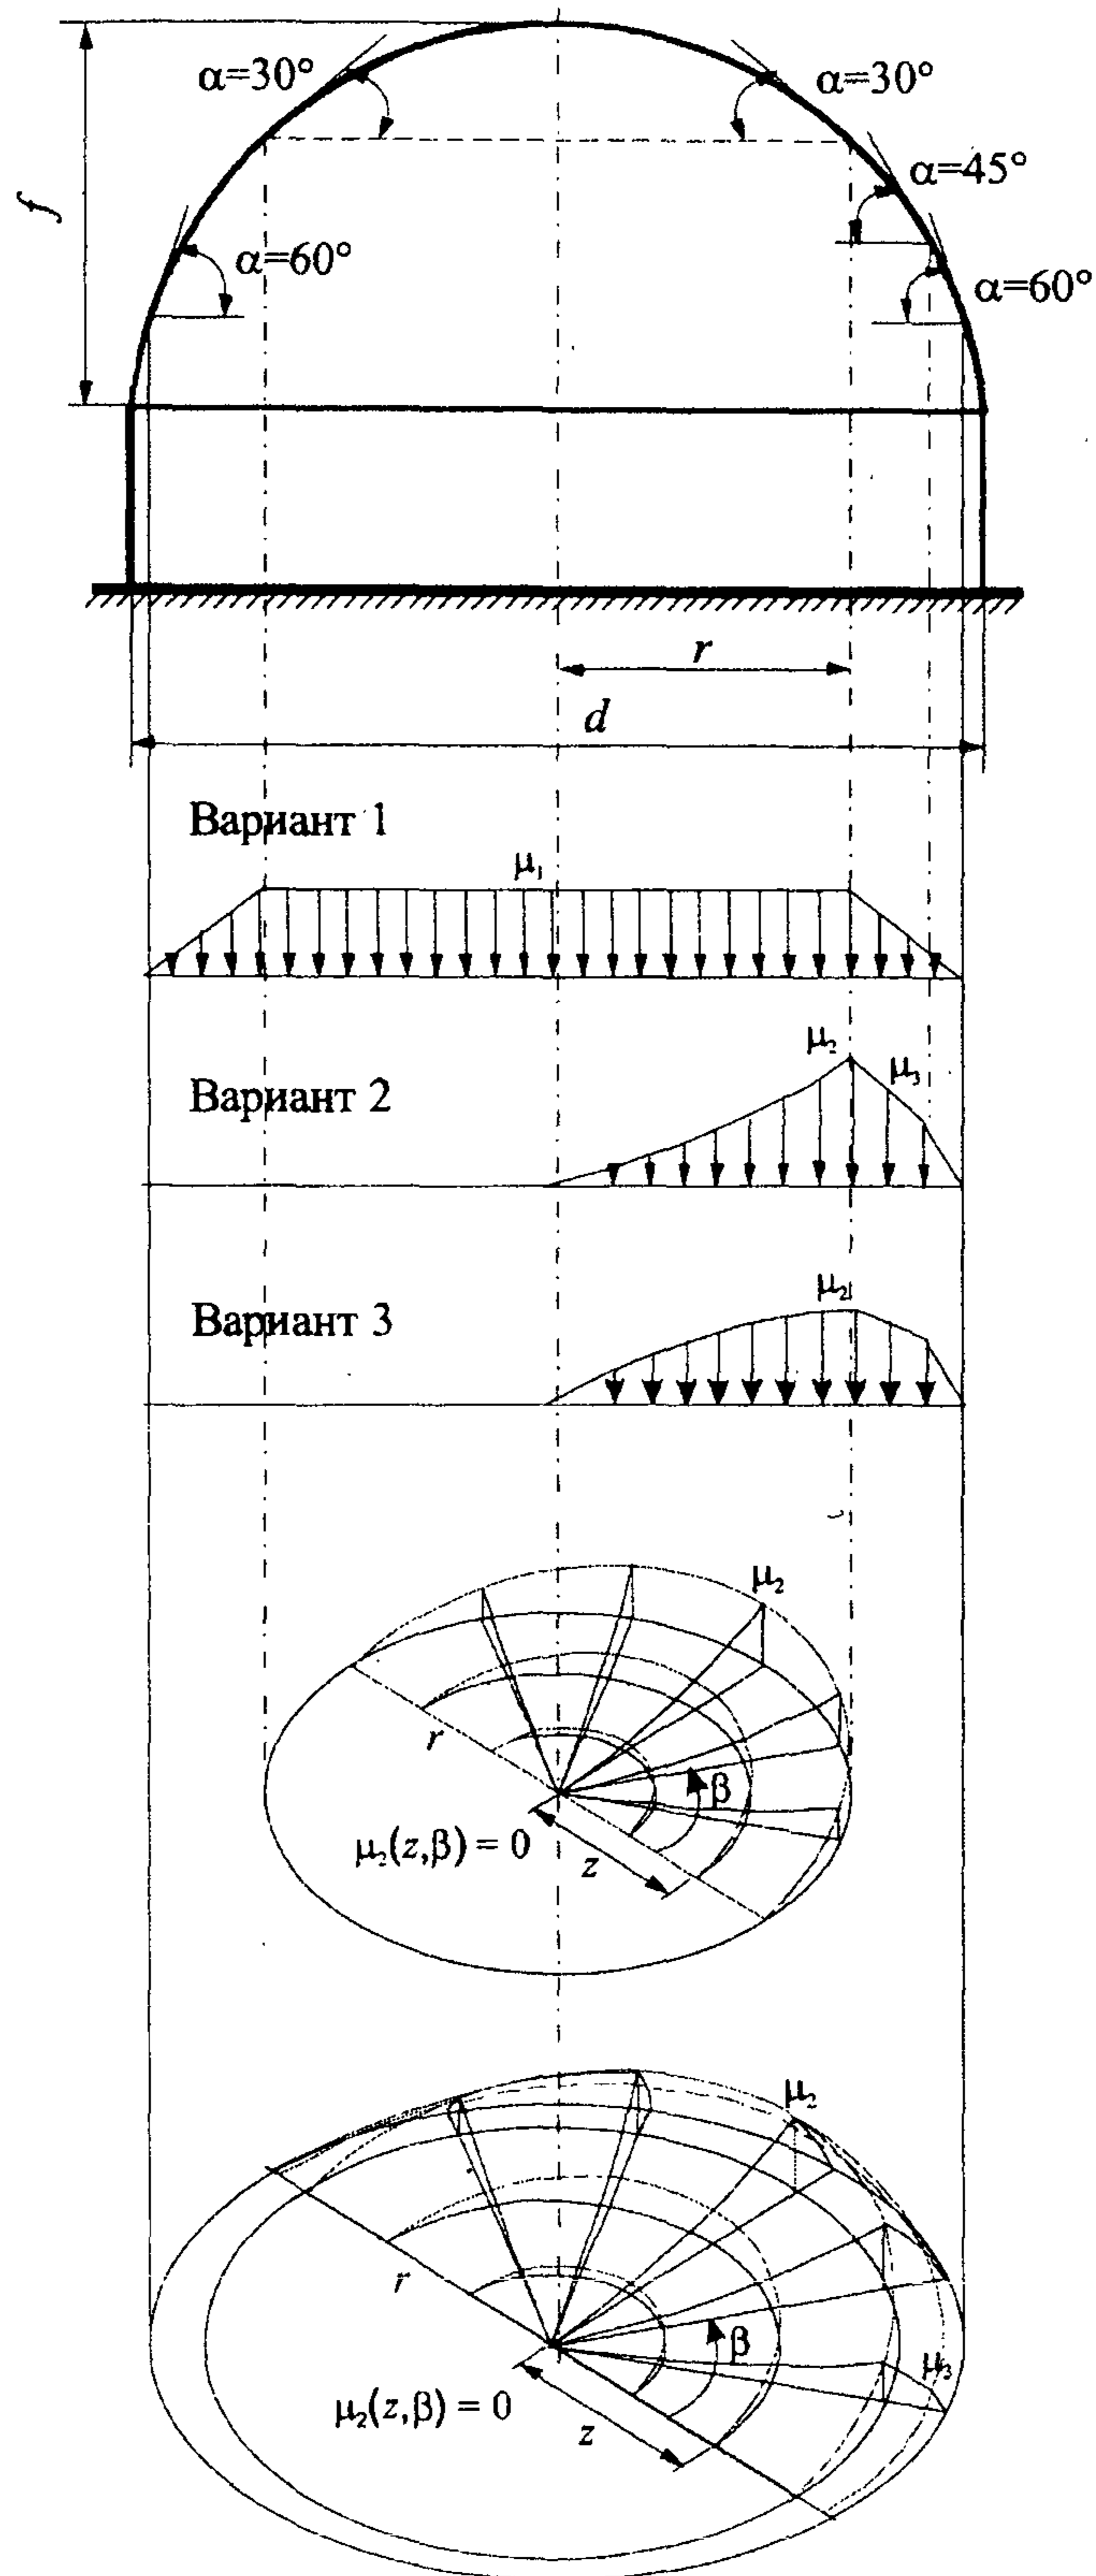 α=30°
α=30°
f
α=45°
α=60°
α=60°
r
d
Вариант 1
μ₁
μ₂
Вариант 2
μ₃
μ₂
Вариант 3
μ₂
r
β
μ₂(z,β) = 0
z
μ₂
r
β
μ₃
μ₂(z,β) = 0
z